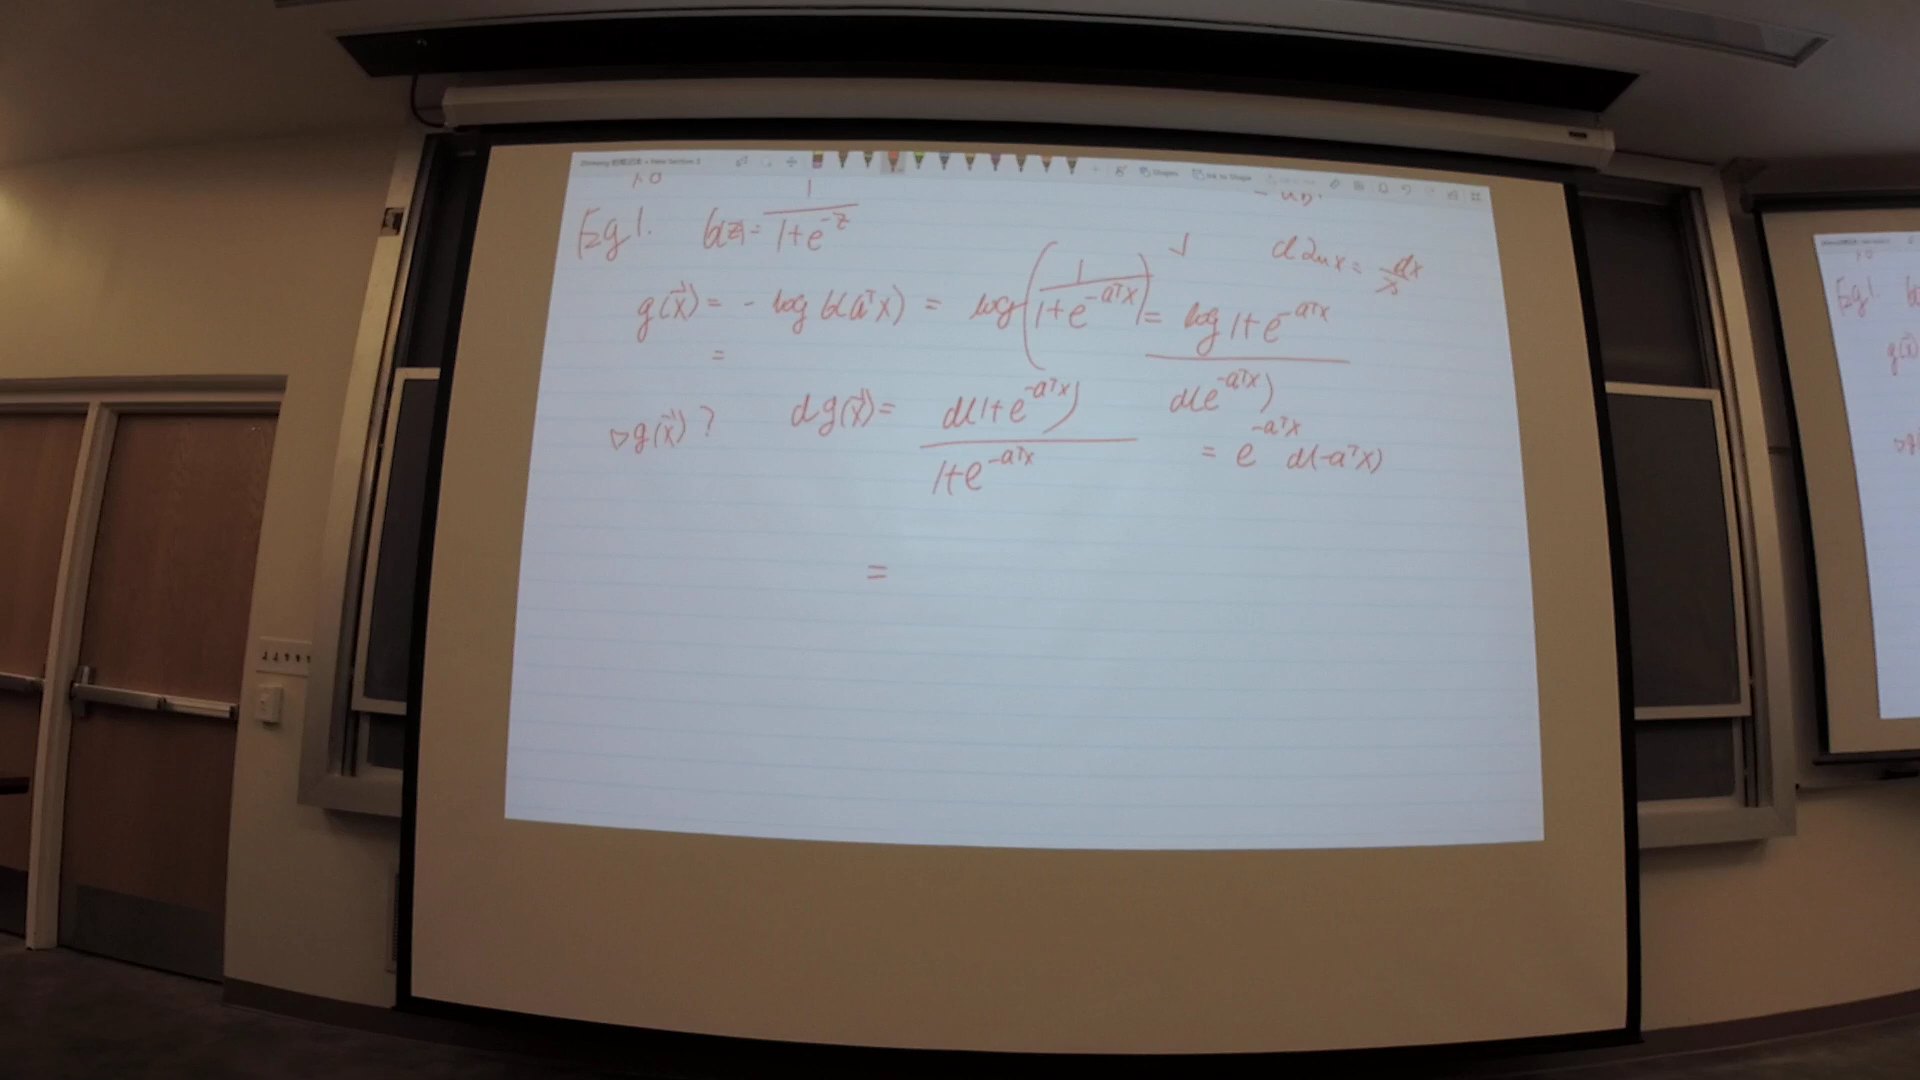 Eg 1. σ(z) = 1/(1+e^{-z})
d ln x = dx/x
g(x⃗) = - log σ(aᵀx) = log(1/(1+e^{-aᵀx}))^{-1} = log 1+e^{-aᵀx}
=
∇g(x⃗) ? dg(x⃗) = d(1+e^{-aᵀx})/(1+e^{-aᵀx})
d(e^{-aᵀx})
= e^{-aᵀx} d(-aᵀx)
=